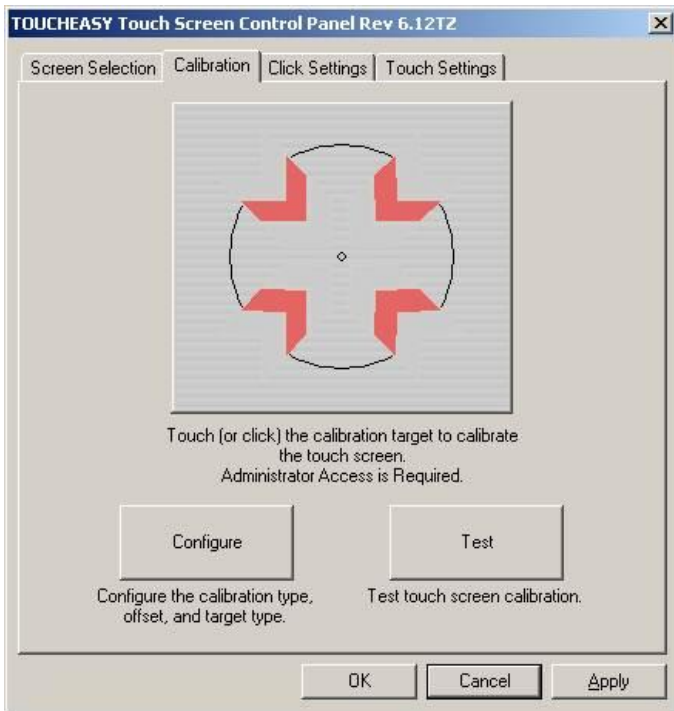 TOUCHEASY Touch Screen Control Panel Rev 6.12TZ
Screen Selection
Calibration
Click Settings
Touch Settings
Touch (or click) the calibration target to calibrate
the touch screen.
Administrator Access is Required.
Configure
Configure the calibration type,
offset, and target type.
Test
Test touch screen calibration.
OK
Cancel
Apply